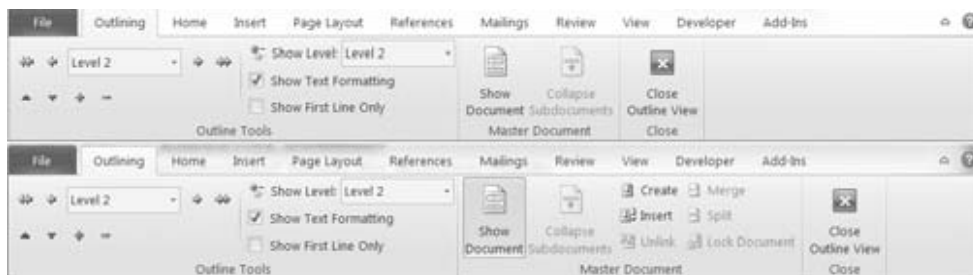 File Outlining Home Insert Page Layout References Mailings Review View Developer Add-Ins
Level 2 Show Level: Level 2
Show Text Formatting
Show First Line Only
Show Document Collapse Subdocuments Close Outline View
Outline Tools Master Document Close
File Outlining Home Insert Page Layout References Mailings Review View Developer Add-Ins
Level 2 Show Level: Level 2
Show Text Formatting
Show First Line Only
Show Document Collapse Subdocuments
Create Merge
Insert Split
Unlink Lock Document
Close Outline View
Outline Tools Master Document Close